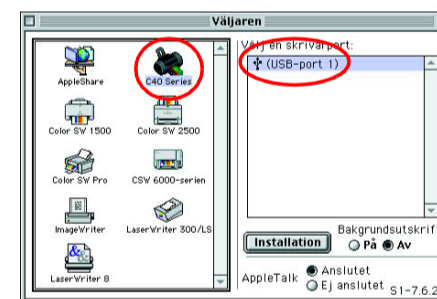 Väljaren
AppleShare
C40 Series
Color SW 1500
Color SW 2500
Color SW Pro
CSW 6000-serien
ImageWriter
LaserWriter 300/LS
LaserWriter 8
Välj en skrivarport:
(USB-port 1)
Bakgrundsutskrif
Installation
På
Av
AppleTalk
Anslutet
Ej anslutet
S1-7.6.2